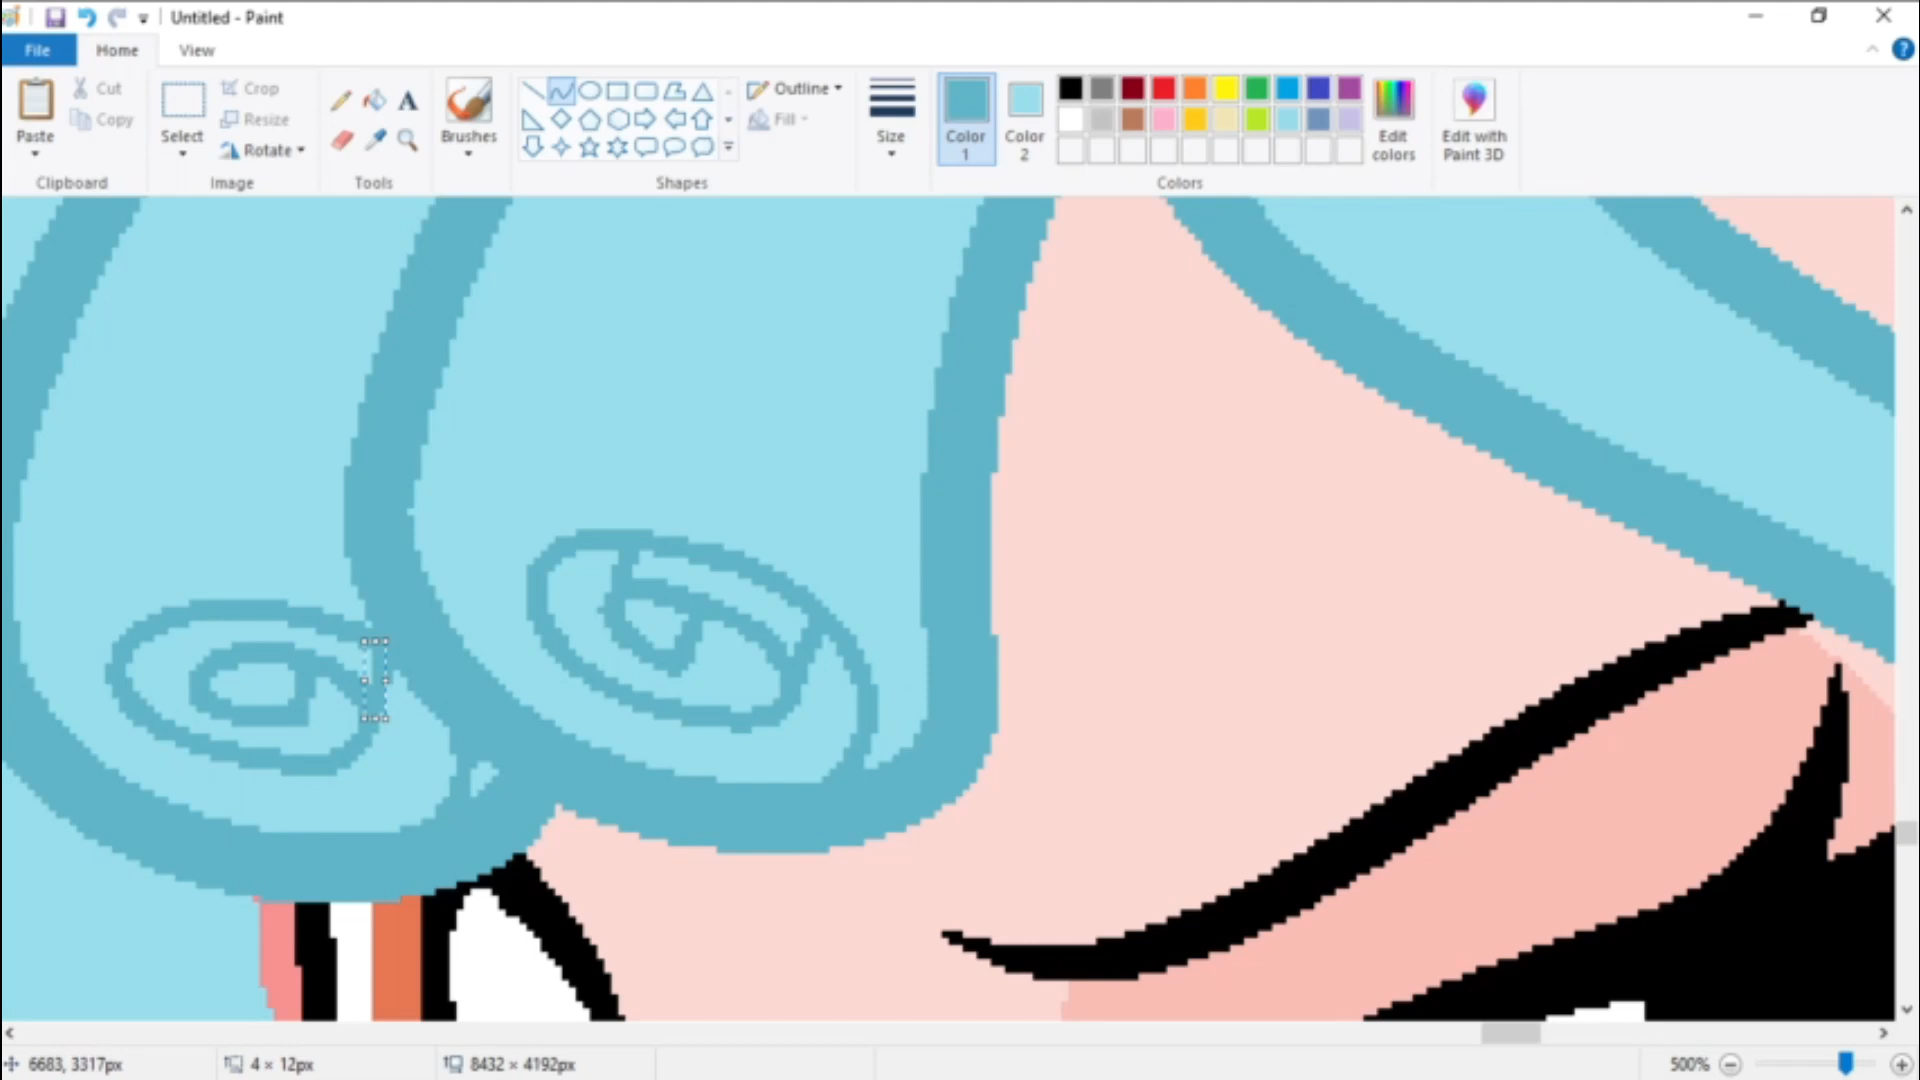 Untitled - Paint
File Home View
Paste
Cut
Copy
Clipboard
Select
Crop
Resize
Rotate
Image
Tools
Brushes
Outline
Fill
Shapes
Size
Color 1
Color 2
Edit colors
Colors
Edit with Paint 3D
6683, 3317px
4 × 12px
8432 × 4192px
500%